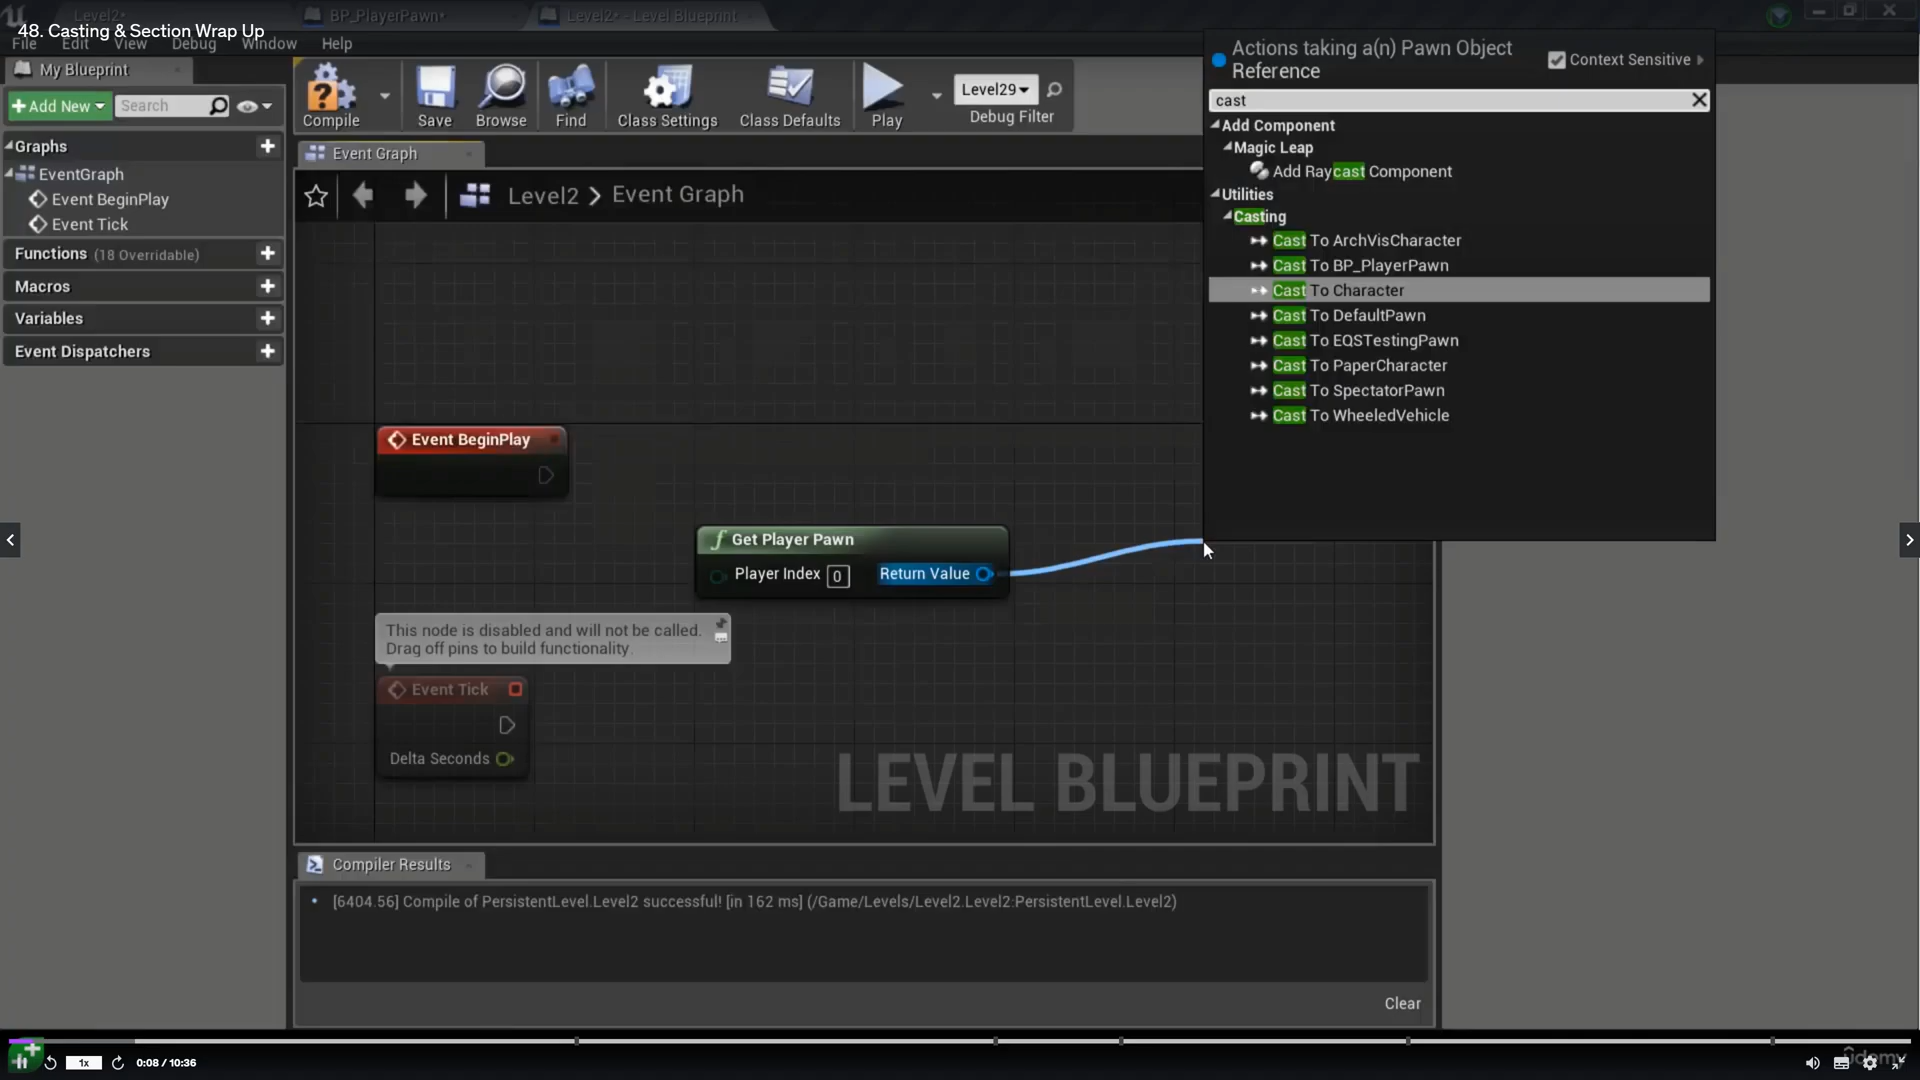 Level2*
BP_PlayerPawn*
Level2* - Level Blueprint
48. Casting & Section Wrap Up
File Edit View Debug Window Help
My Blueprint
Add New
Search
Graphs
EventGraph
Event BeginPlay
Event Tick
Functions (18 Overridable)
Macros
Variables
Event Dispatchers
Compile
Save
Browse
Find
Class Settings
Class Defaults
Play
Level29
Debug Filter
Event Graph
Level2 > Event Graph
Actions taking a(n) Pawn Object
Reference
Context Sensitive
cast
Add Component
Magic Leap
Add Raycast Component
Utilities
Casting
Cast To ArchVisCharacter
Cast To BP_PlayerPawn
Cast To Character
Cast To DefaultPawn
Cast To EQSTestingPawn
Cast To PaperCharacter
Cast To SpectatorPawn
Cast To WheeledVehicle
Event BeginPlay
Get Player Pawn
Player Index 0
Return Value
This node is disabled and will not be called.
Drag off pins to build functionality.
Event Tick
Delta Seconds
LEVEL BLUEPRINT
Compiler Results
[6404.56] Compile of PersistentLevel.Level2 successful! [in 162 ms] (/Game/Levels/Level2.Level2:PersistentLevel.Level2)
Clear
1x
0:08 / 10:36
udemy